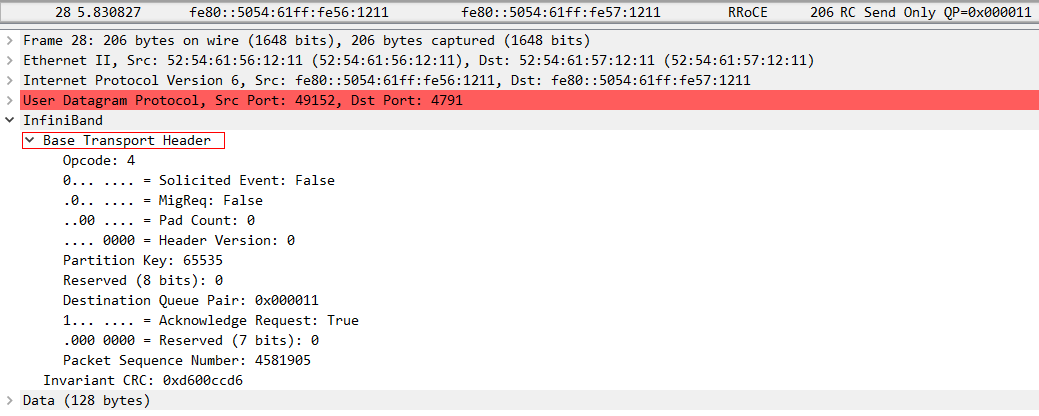 28 5.830827 fe80::5054:61ff:fe56:1211 fe80::5054:61ff:fe57:1211 RRoCE 206 RC Send Only QP=0x000011
Frame 28: 206 bytes on wire (1648 bits), 206 bytes captured (1648 bits)
Ethernet II, Src: 52:54:61:56:12:11 (52:54:61:56:12:11), Dst: 52:54:61:57:12:11 (52:54:61:57:12:11)
Internet Protocol Version 6, Src: fe80::5054:61ff:fe56:1211, Dst: fe80::5054:61ff:fe57:1211
User Datagram Protocol, Src Port: 49152, Dst Port: 4791
InfiniBand
Base Transport Header
Opcode: 4
0... .... = Solicited Event: False
.0.. .... = MigReq: False
..00 .... = Pad Count: 0
.... 0000 = Header Version: 0
Partition Key: 65535
Reserved (8 bits): 0
Destination Queue Pair: 0x000011
1... .... = Acknowledge Request: True
.000 0000 = Reserved (7 bits): 0
Packet Sequence Number: 4581905
Invariant CRC: 0xd600ccd6
Data (128 bytes)